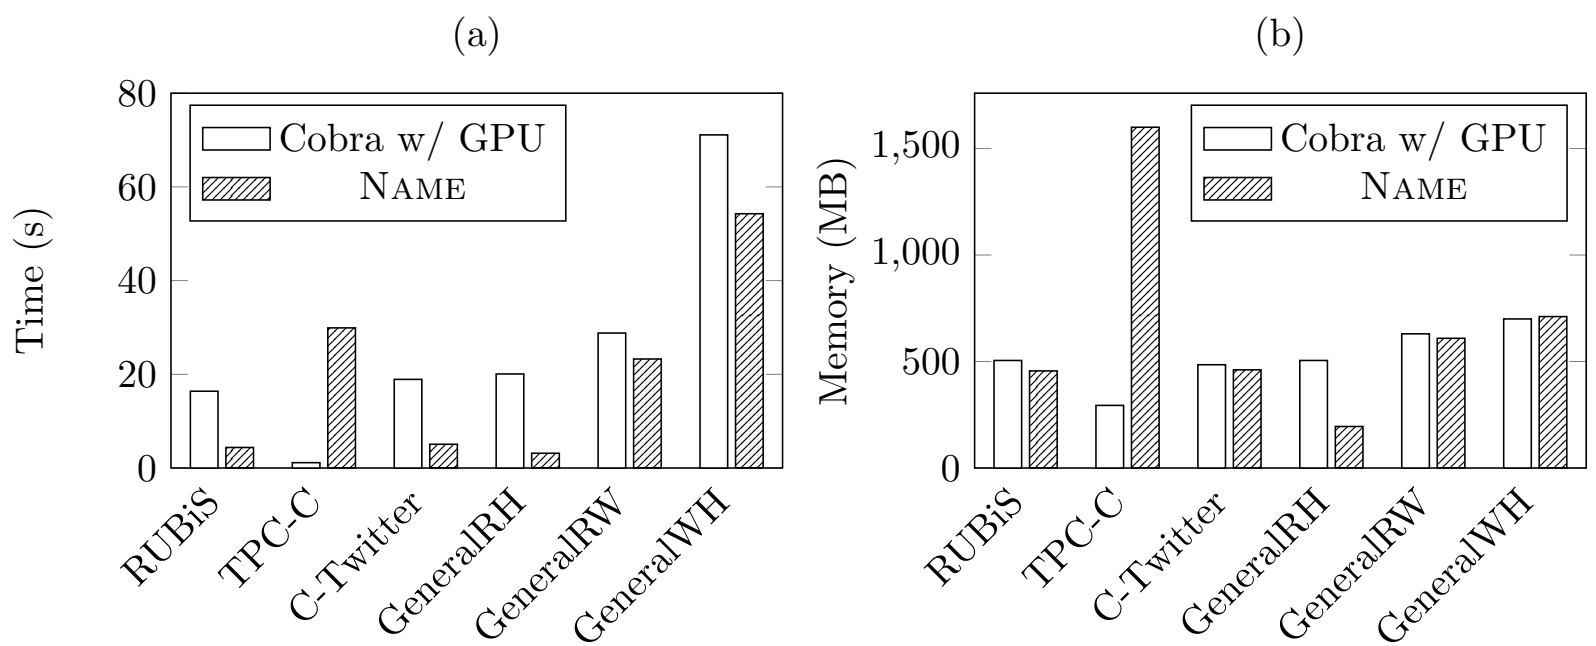 (a)
Time (s)
80
60
40
20
0
Cobra w/ GPU
NAME
RUBiS
TPC-C
C-Twitter
GeneralRH
GeneralRW
GeneralWH
(b)
Memory (MB)
1,500
1,000
500
0
Cobra w/ GPU
NAME
RUBiS
TPC-C
C-Twitter
GeneralRH
GeneralRW
GeneralWH